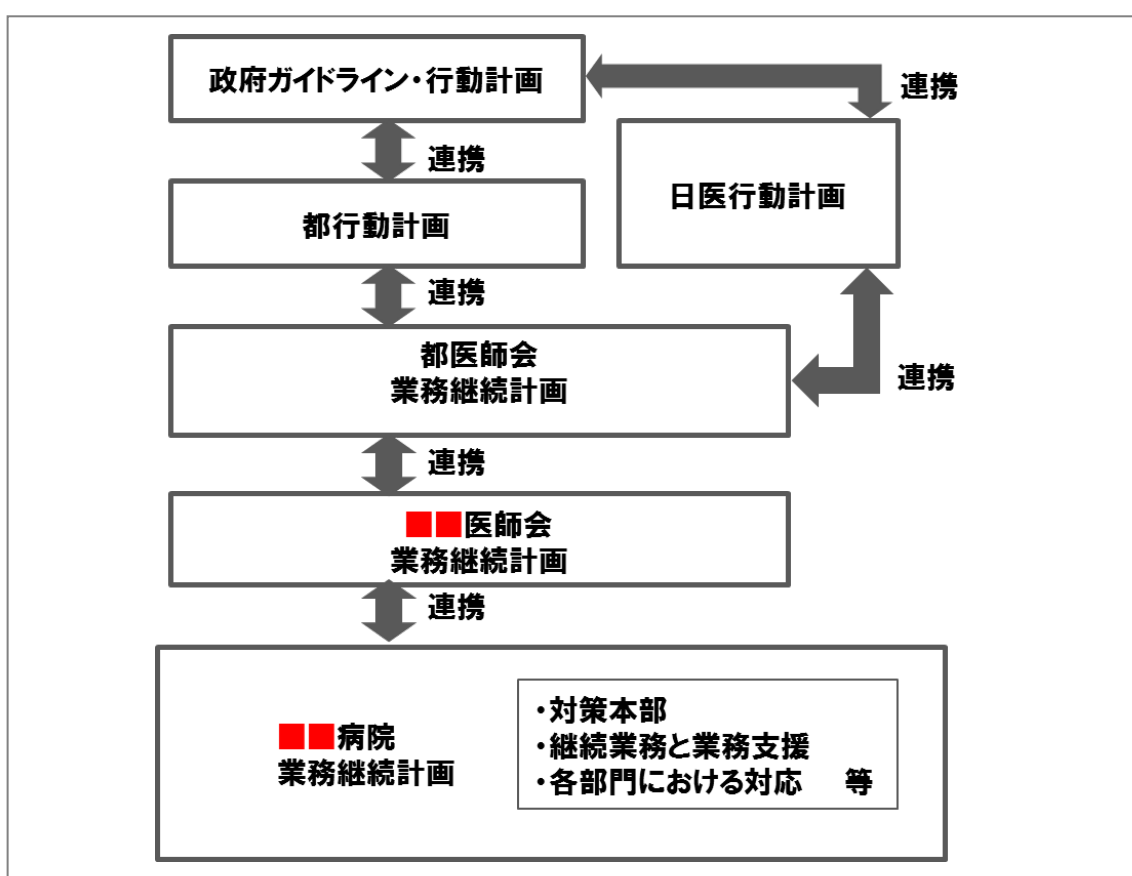 政府ガイドライン・行動計画
連携
連携
日医行動計画
都行動計画
連携
都医師会
業務継続計画
連携
連携
■■医師会
業務継続計画
連携
■■病院
業務継続計画
・対策本部
・継続業務と業務支援
・各部門における対応　等